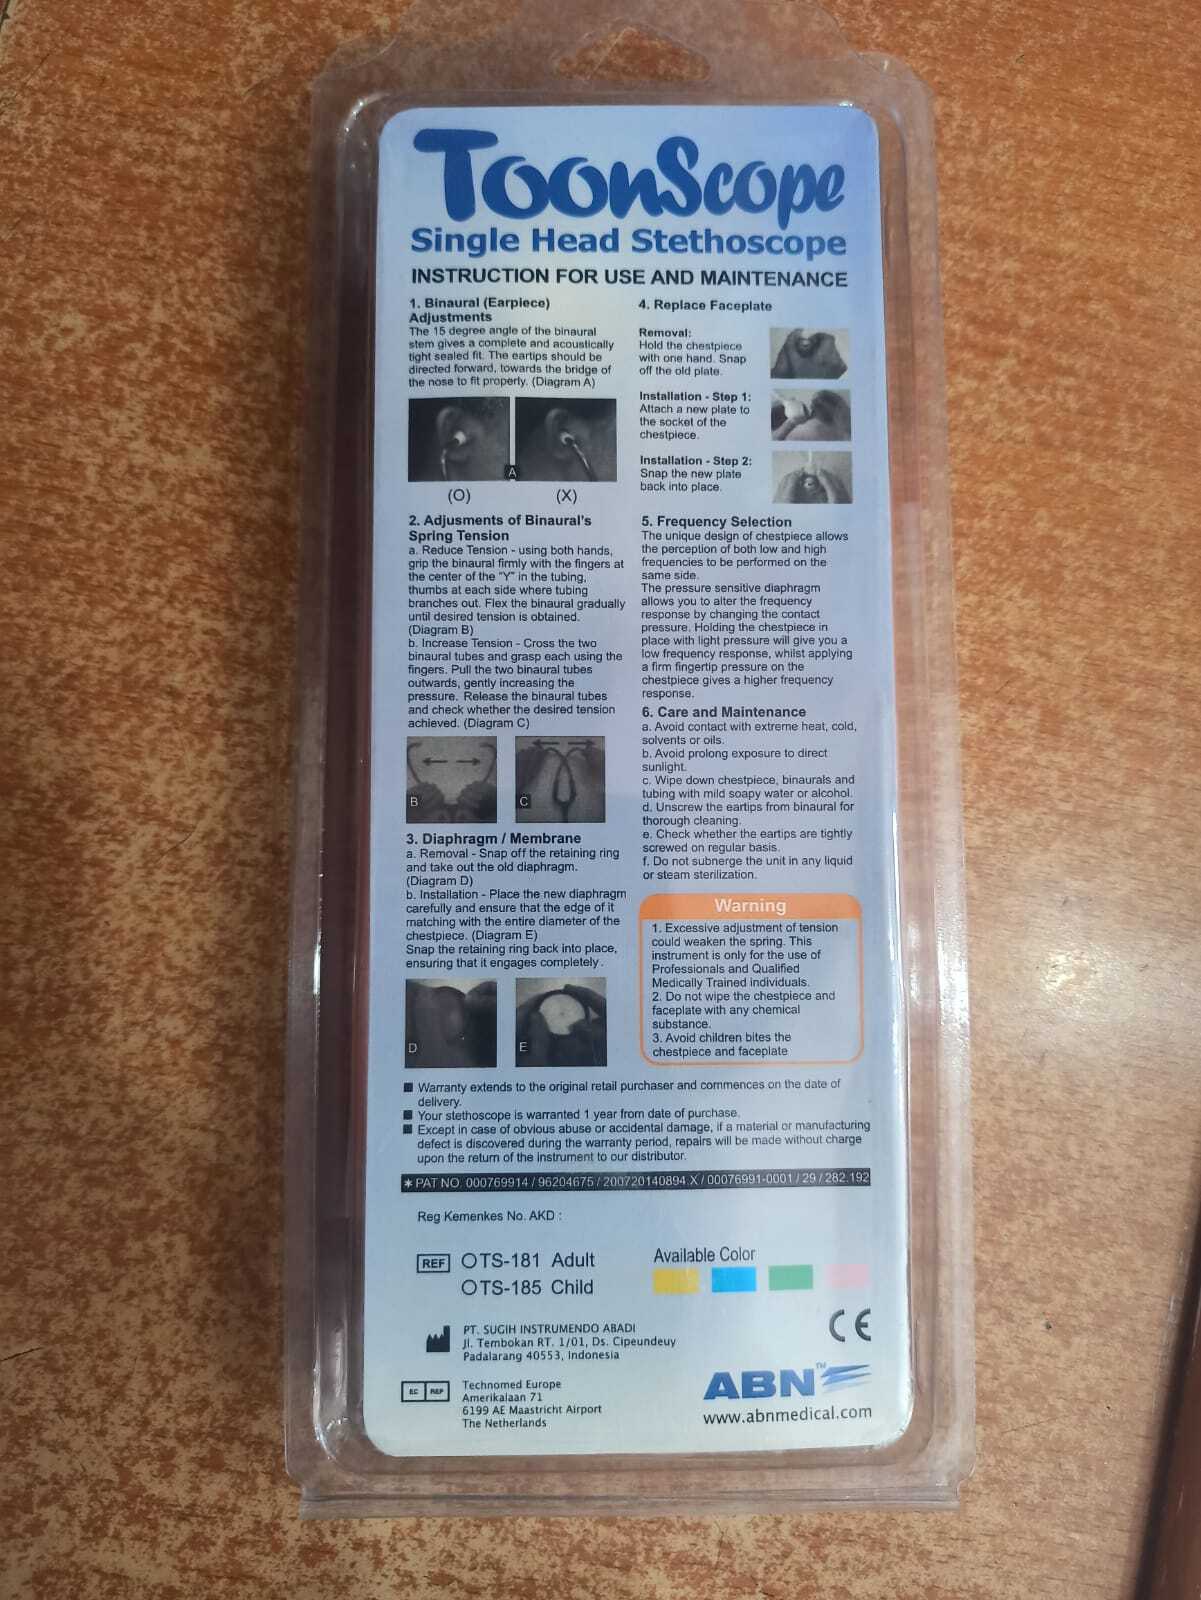 ToonScope
Single Head Stethoscope
INSTRUCTION FOR USE AND MAINTENANCE
1. Binaural (Earpiece)
Adjustments
The 15 degree angle of the binaural
stem gives a complete and acoustically
tight sealed fit. The eartips should be
directed forward, towards the bridge of
the nose to fit properly. (Diagram A)
A
(O) (X)
2. Adjusments of Binaural's
Spring Tension
a. Reduce Tension - using both hands,
grip the binaural firmly with the fingers at
the center of the "Y" in the tubing,
thumbs at each side where tubing
branches out. Flex the binaural gradually
until desired tension is obtained.
(Diagram B)
b. Increase Tension - Cross the two
binaural tubes and grasp each using the
fingers. Pull the two binaural tubes
outwards, gently increasing the
pressure. Release the binaural tubes
and check whether the desired tension
achieved. (Diagram C)
B C
3. Diaphragm / Membrane
a. Removal - Snap off the retaining ring
and take out the old diaphragm.
(Diagram D)
b. Installation - Place the new diaphragm
carefully and ensure that the edge of it
matching with the entire diameter of the
chestpiece. (Diagram E)
Snap the retaining ring back into place,
ensuring that it engages completely.
D E
4. Replace Faceplate
Removal:
Hold the chestpiece
with one hand. Snap
off the old plate.
Installation - Step 1:
Attach a new plate to
the socket of the
chestpiece.
Installation - Step 2:
Snap the new plate
back into place.
5. Frequency Selection
The unique design of chestpiece allows
the perception of both low and high
frequencies to be performed on the
same side.
The pressure sensitive diaphragm
allows you to alter the frequency
response by changing the contact
pressure. Holding the chestpiece in
place with light pressure will give you a
low frequency response, whilst applying
a firm fingertip pressure on the
chestpiece gives a higher frequency
response.
6. Care and Maintenance
a. Avoid contact with extreme heat, cold,
solvents or oils.
b. Avoid prolong exposure to direct
sunlight.
c. Wipe down chestpiece, binaurals and
tubing with mild soapy water or alcohol.
d. Unscrew the eartips from binaural for
thorough cleaning.
e. Check whether the eartips are tightly
screwed on regular basis.
f. Do not subnerge the unit in any liquid
or steam sterilization.
Warning
1. Excessive adjustment of tension
could weaken the spring. This
instrument is only for the use of
Professionals and Qualified
Medically Trained individuals.
2. Do not wipe the chestpiece and
faceplate with any chemical
substance.
3. Avoid children bites the
chestpiece and faceplate
■ Warranty extends to the original retail purchaser and commences on the date of
delivery.
■ Your stethoscope is warranted 1 year from date of purchase.
■ Except in case of obvious abuse or accidental damage, if a material or manufacturing
defect is discovered during the warranty period, repairs will be made without charge
upon the return of the instrument to our distributor.
* PAT NO. 000769914 / 96204675 / 200720140894.X / 00076991-0001 / 29 / 282.192
Reg Kemenkes No. AKD :
REF OTS-181 Adult
OTS-185 Child
Available Color
PT. SUGIH INSTRUMENDO ABADI
Jl. Tembokan RT. 1/01, Ds. Cipeundeuy
Padalarang 40553, Indonesia
EC REP Technomed Europe
Amerikalaan 71
6199 AE Maastricht Airport
The Netherlands
CE
ABN™
www.abnmedical.com